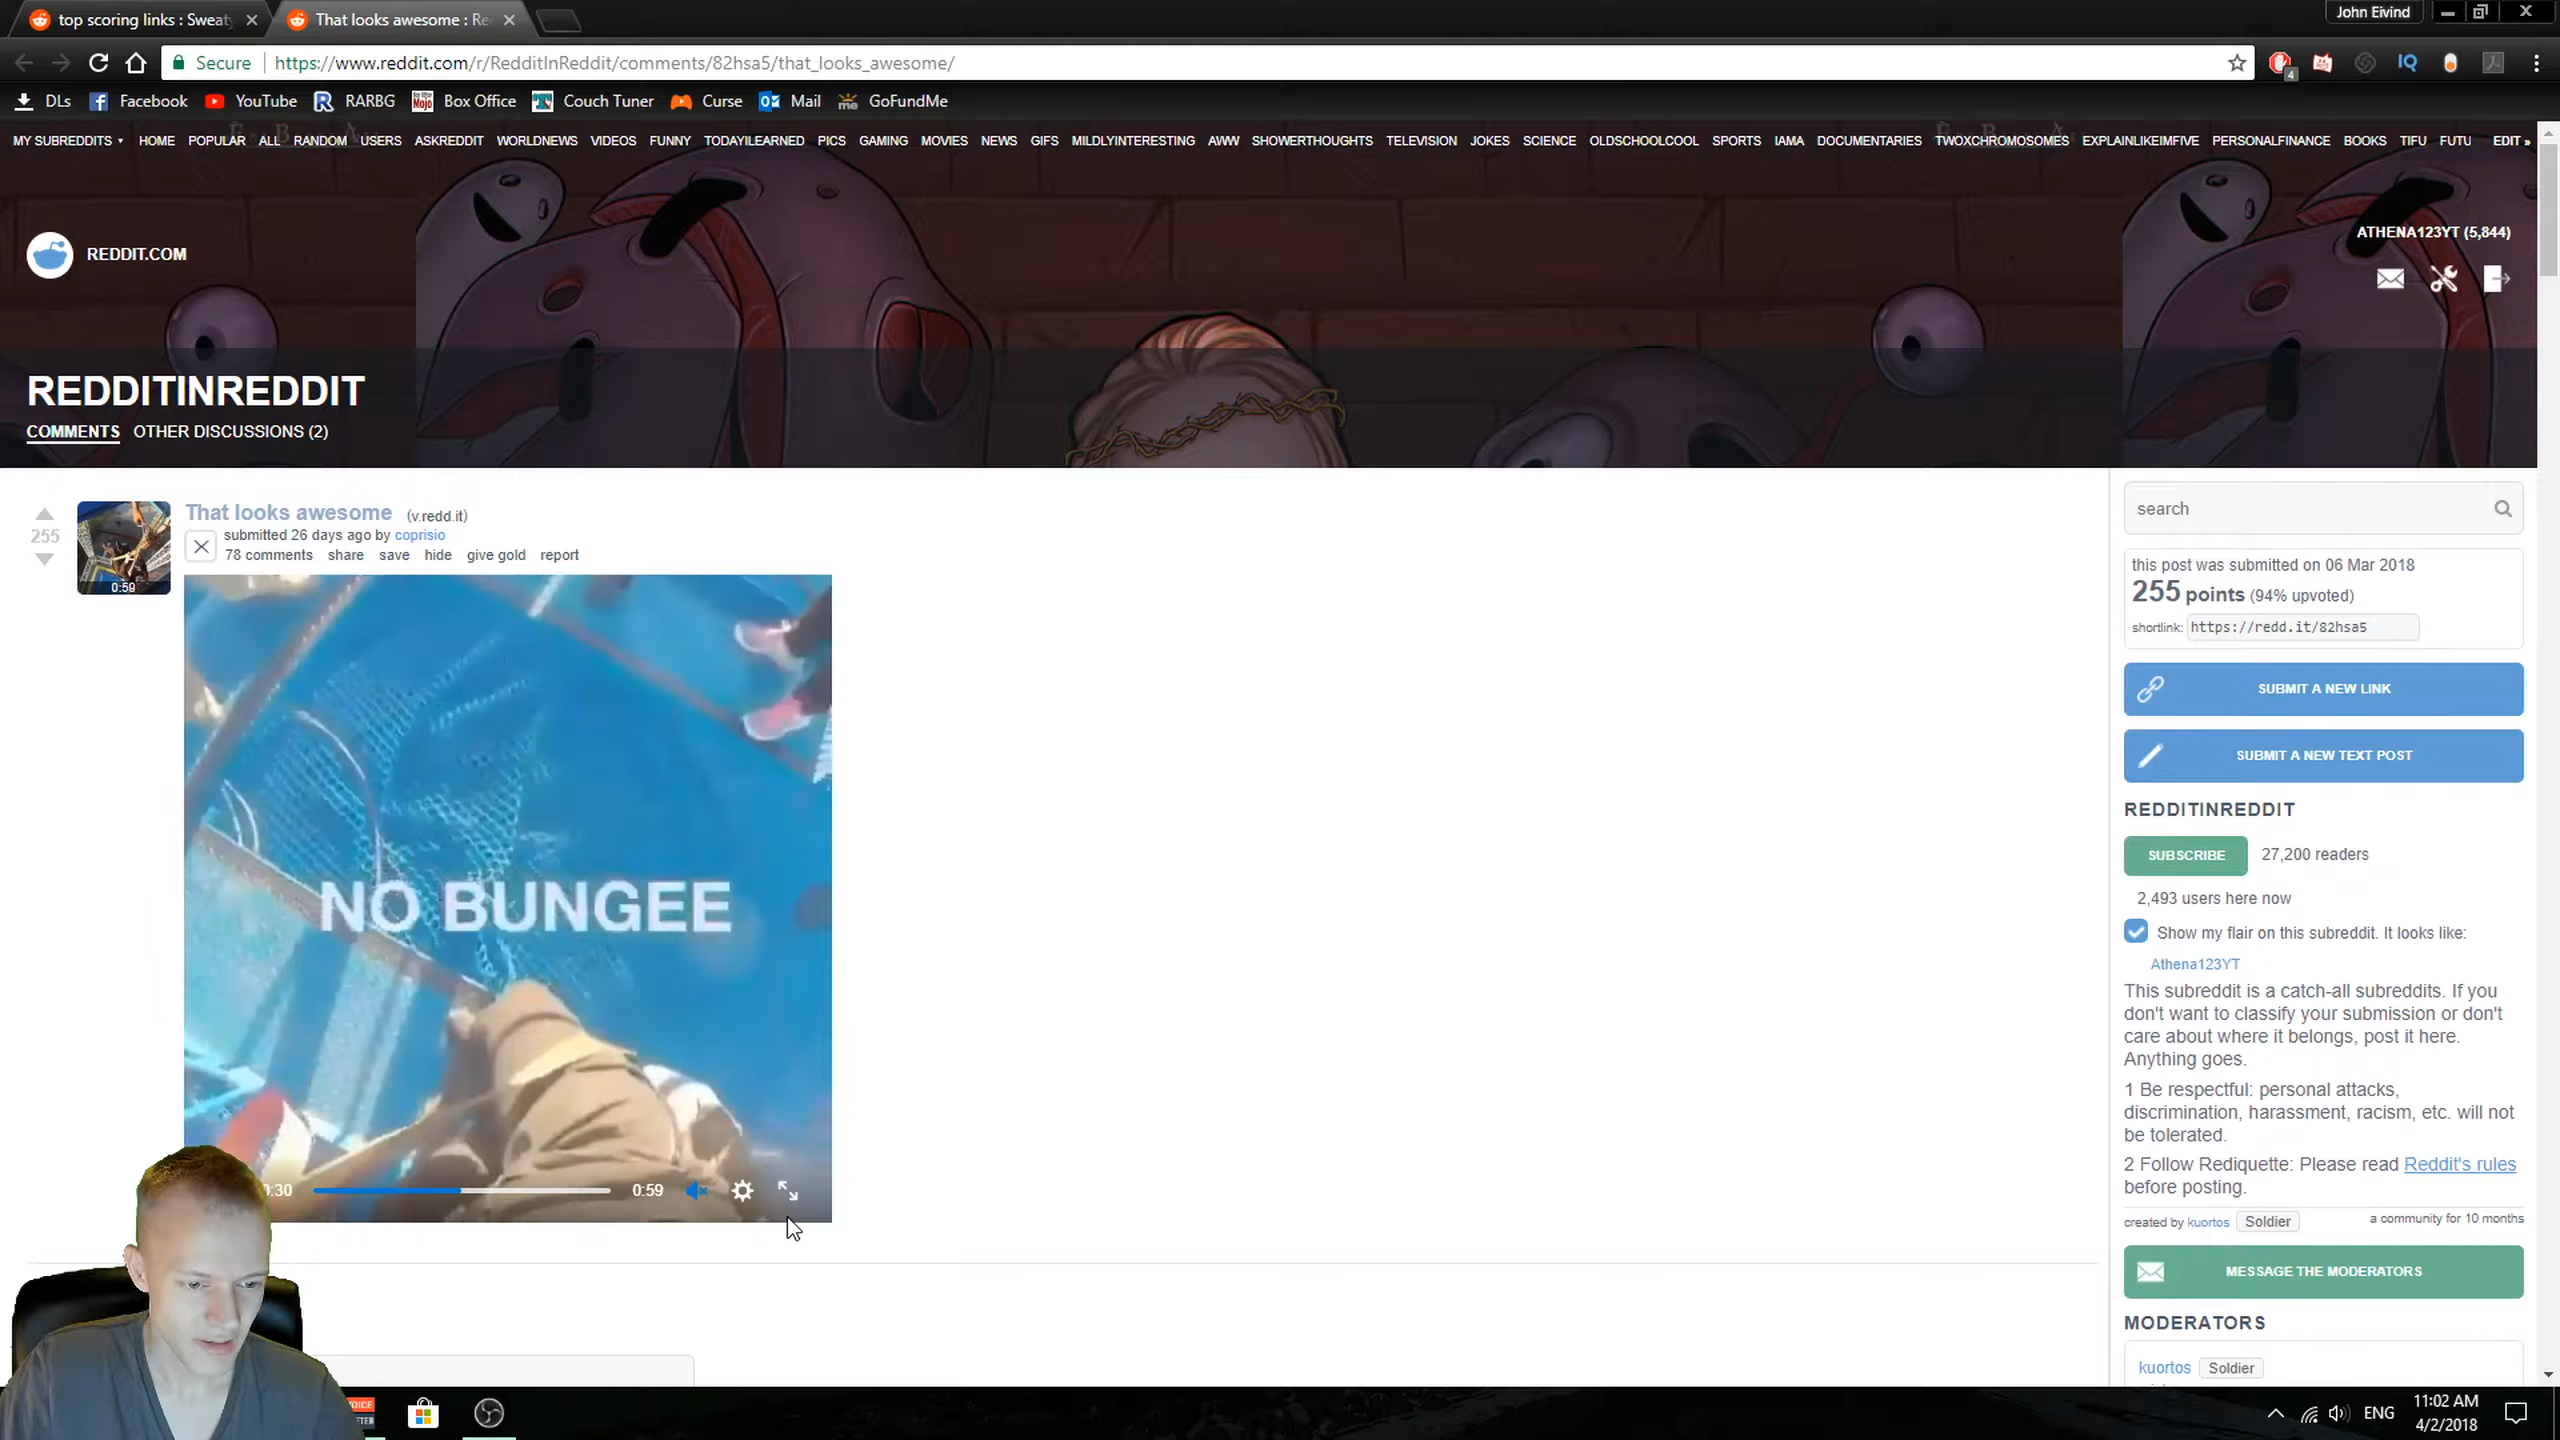 top scoring links : Sweat
That looks awesome : Re
John Eivind
Secure
https://www.reddit.com/r/RedditInReddit/comments/82hsa5/that_looks_awesome/
4
DLs
Facebook
YouTube
RARBG
Box Office
Couch Tuner
Curse
Mail
GoFundMe
MY SUBREDDITS
HOME
POPULAR
ALL
RANDOM
USERS
ASKREDDIT
WORLDNEWS
VIDEOS
FUNNY
TODAYILEARNED
PICS
GAMING
MOVIES
NEWS
GIFS
MILDLYINTERESTING
AWW
SHOWERTHOUGHTS
TELEVISION
JOKES
SCIENCE
OLDSCHOOLCOOL
SPORTS
IAMA
DOCUMENTARIES
TWOXCHROMOSOMES
EXPLAINLIKEIMFIVE
PERSONALFINANCE
BOOKS
TIFU
FUTU
EDIT »
REDDIT.COM
ATHENA123YT (5,844)
REDDITINREDDIT
COMMENTS
OTHER DISCUSSIONS (2)
255
0:59
That looks awesome (v.redd.it)
submitted 26 days ago by coprisio
78 comments share save hide give gold report
NO BUNGEE
:30
0:59
search
this post was submitted on 06 Mar 2018
255 points (94% upvoted)
shortlink: https://redd.it/82hsa5
SUBMIT A NEW LINK
SUBMIT A NEW TEXT POST
REDDITINREDDIT
SUBSCRIBE 27,200 readers
2,493 users here now
Show my flair on this subreddit. It looks like:
Athena123YT
This subreddit is a catch-all subreddits. If you
don't want to classify your submission or don't
care about where it belongs, post it here.
Anything goes.
1 Be respectful: personal attacks,
discrimination, harassment, racism, etc. will not
be tolerated.
2 Follow Rediquette: Please read Reddit's rules
before posting.
created by kuortos Soldier
a community for 10 months
MESSAGE THE MODERATORS
MODERATORS
kuortos Soldier
ENG
11:02 AM
4/2/2018